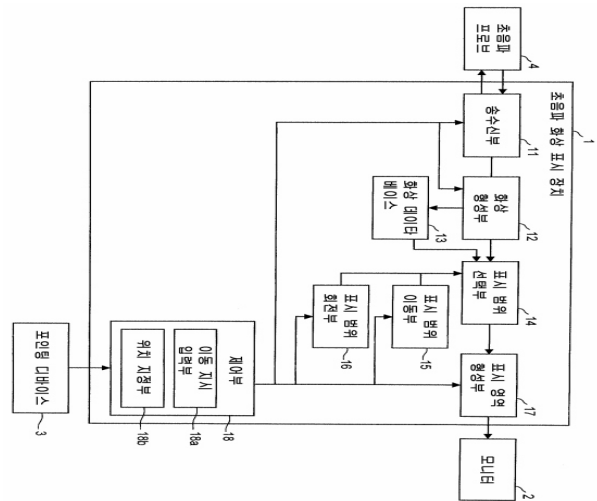 초음파 화상 표시 장치
1
초음파
프로브
4
송수신부
11
화상
형성부
12
화상 데이타
베이스
13
표시 범위
선택부
14
표시 범위
이동부
15
표시 범위
회전부
16
표시 영역
형성부
17
모니터
2
제어부
18
이동 지시
입력부
18a
위치 지정부
18b
포인팅 디바이스
3